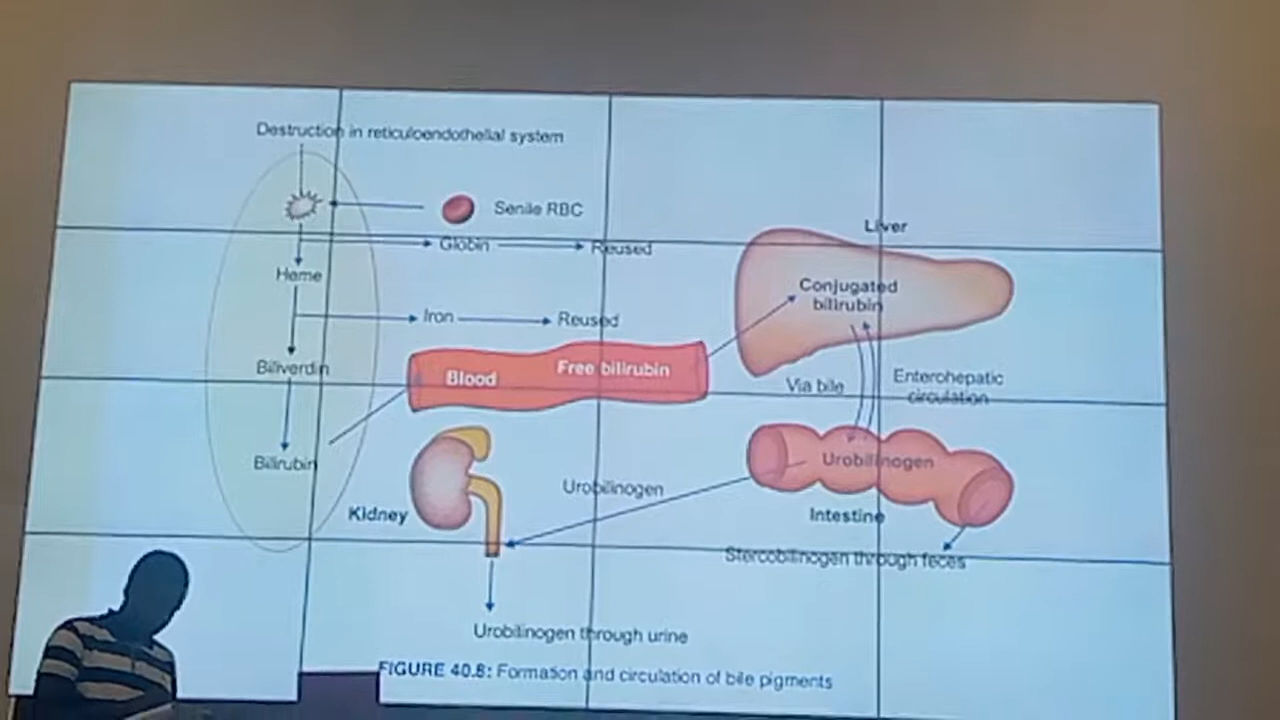 Destruction in reticuloendothelial system
Senile RBC
Globin
Reused
Heme
Iron
Reused
Biliverdin
Bilirubin
Blood
Free bilirubin
Liver
Conjugated
bilirubin
Via bile
Enterohepatic
circulation
Urobilinogen
Intestine
Stercobilinogen through feces
Urobilinogen
Kidney
Urobilinogen through urine
FIGURE 40.8: Formation and circulation of bile pigments